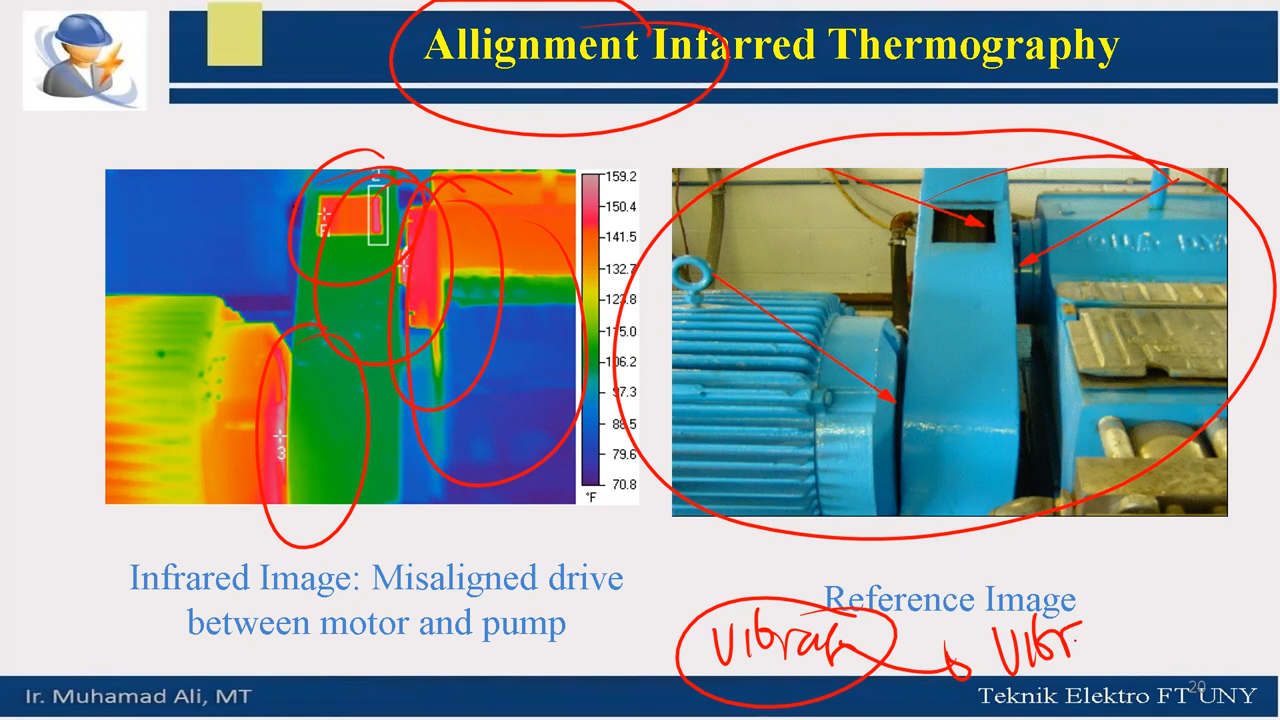 Allignment Infarred Thermography
159.2
150.4
141.5
132.7
123.8
115.0
106.2
97.3
88.5
79.6
70.8
°F
3
Infrared Image: Misaligned drive
between motor and pump
Reference Image
Vibr
20
Ir. Muhamad Ali, MT
Teknik Elektro FT UNY